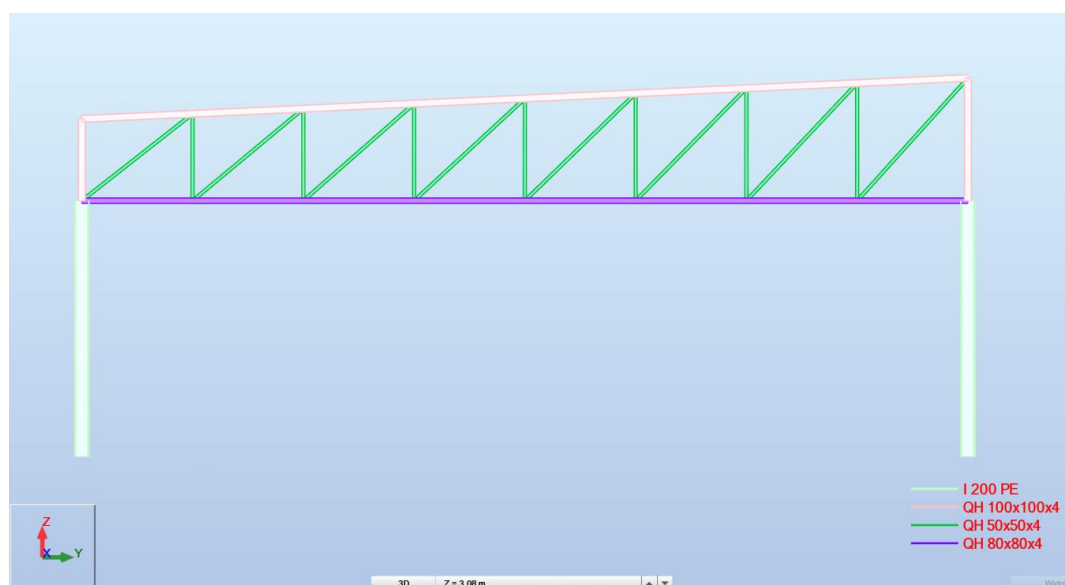 I 200 PE
QH 100x100x4
QH 50x50x4
QH 80x80x4
Z
X Y
3D Z = 3.08 m